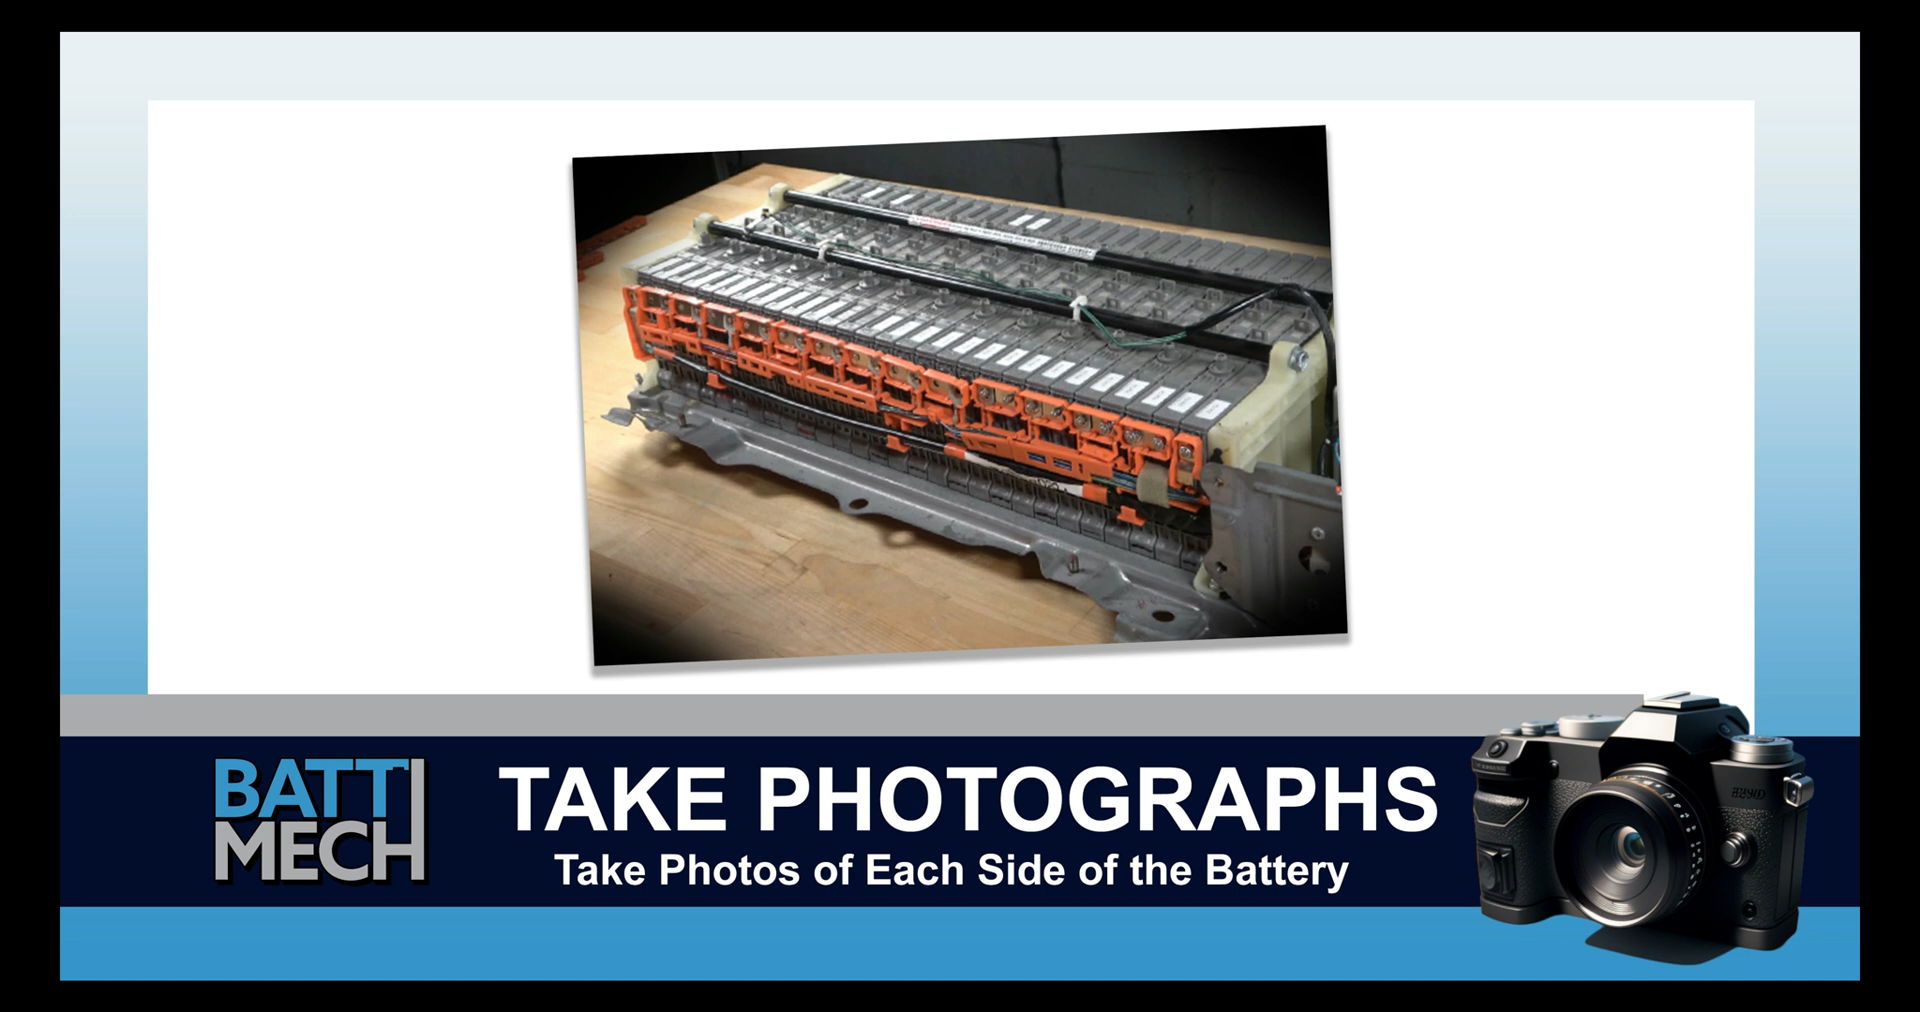 BATT
MECH
TAKE PHOTOGRAPHS
Take Photos of Each Side of the Battery